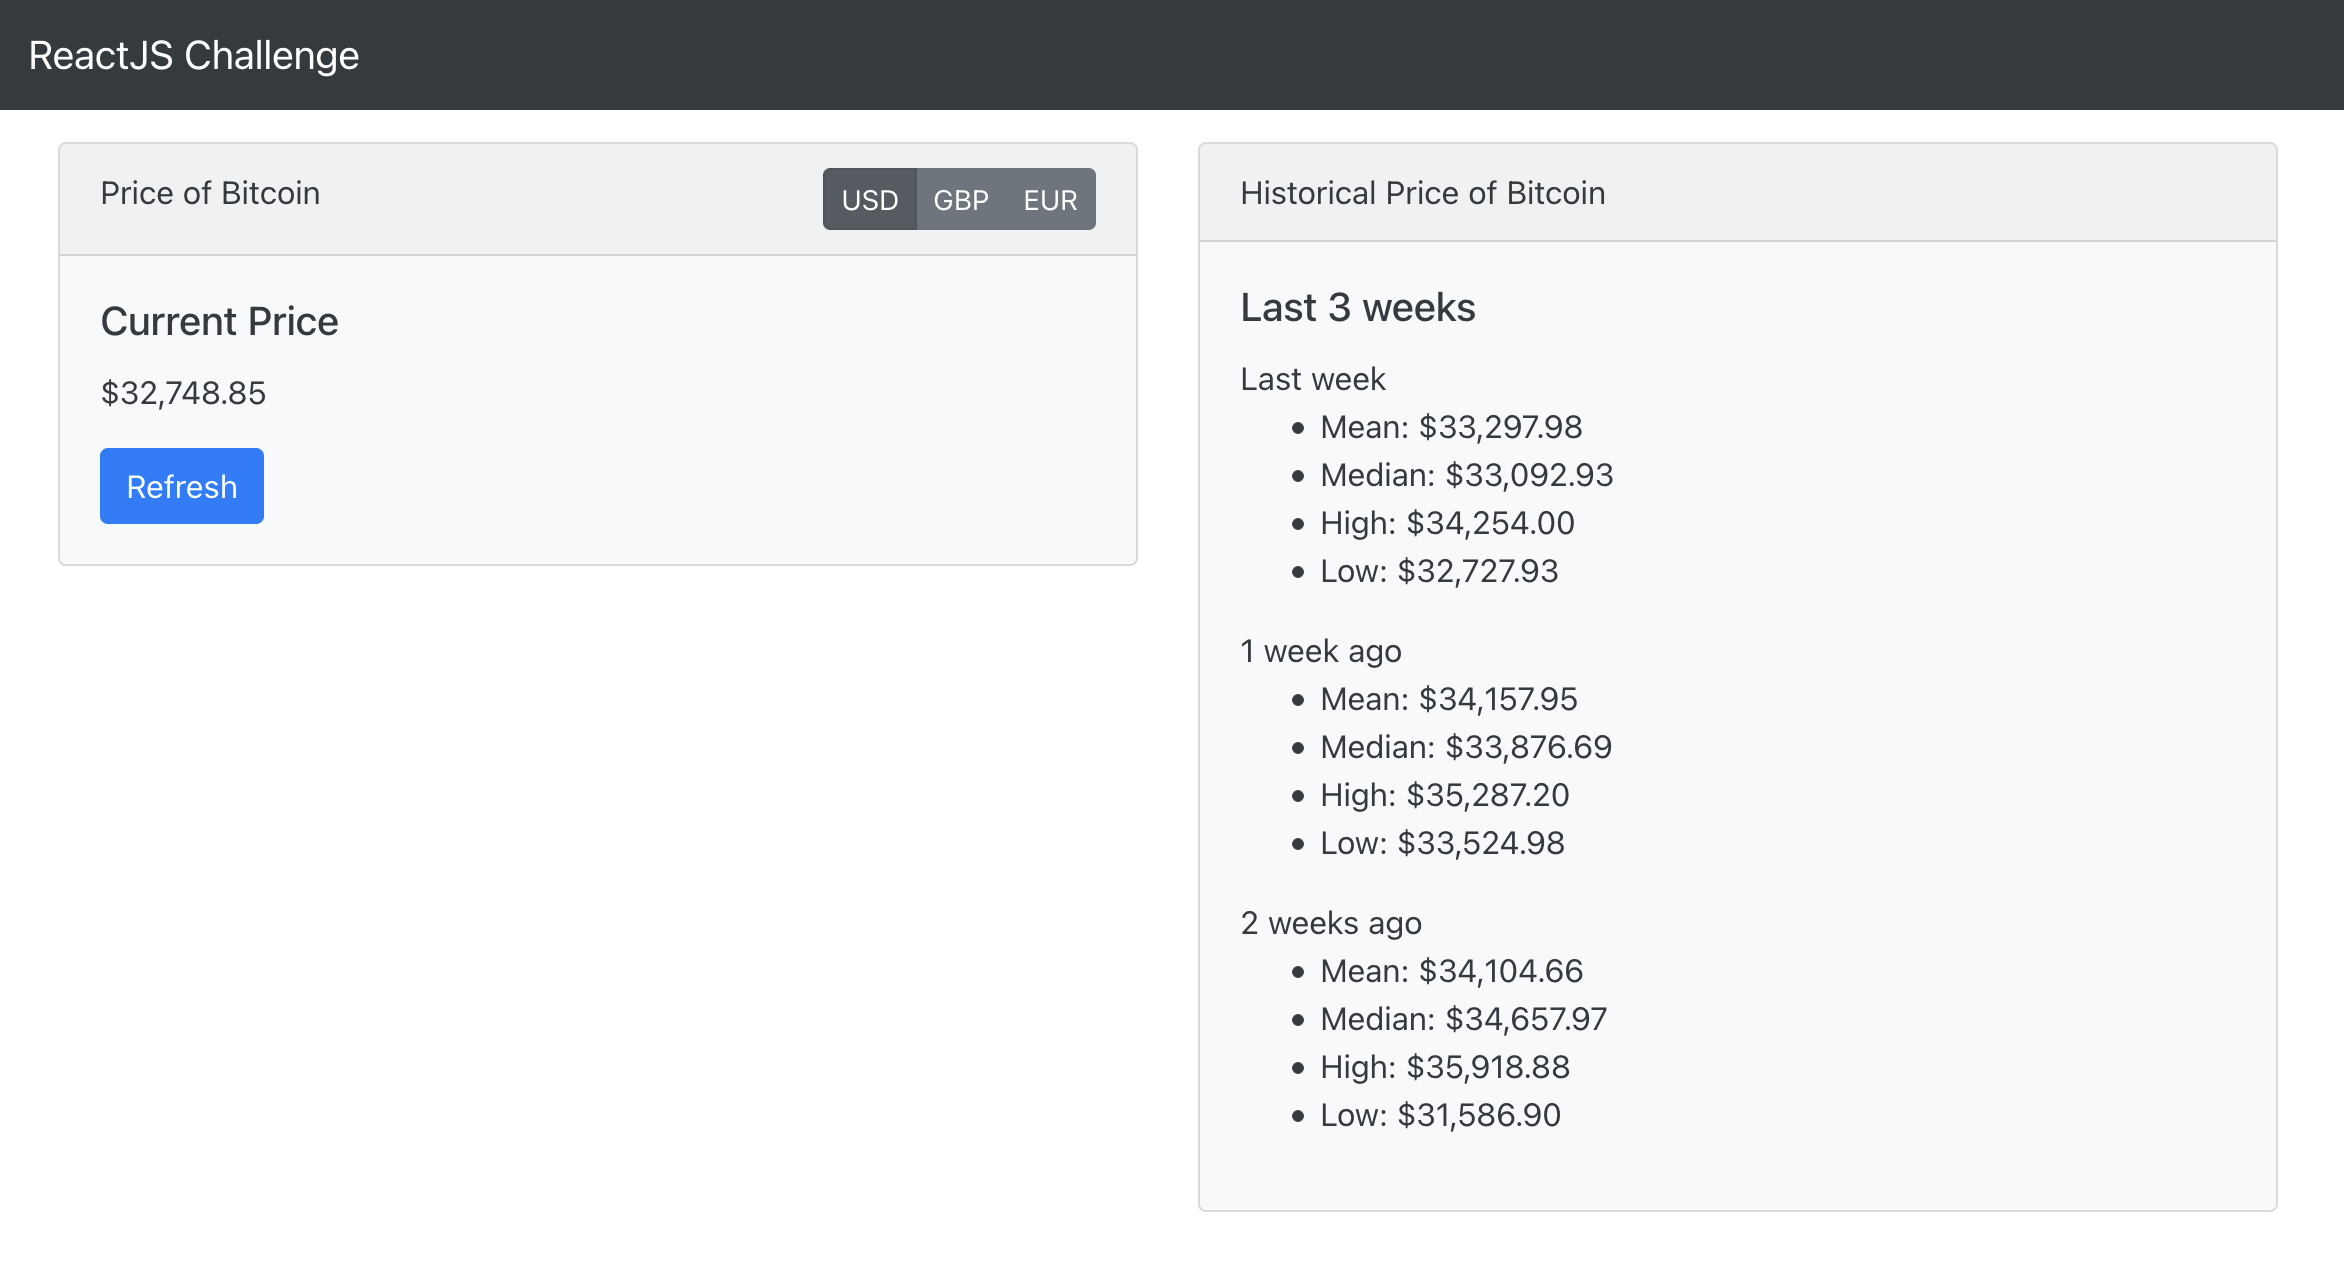 ReactJS Challenge
Price of Bitcoin
USD GBP EUR
Current Price
$32,748.85
Refresh
Historical Price of Bitcoin
Last 3 weeks
Last week
Mean: $33,297.98
Median: $33,092.93
High: $34,254.00
Low: $32,727.93
1 week ago
Mean: $34,157.95
Median: $33,876.69
High: $35,287.20
Low: $33,524.98
2 weeks ago
Mean: $34,104.66
Median: $34,657.97
High: $35,918.88
Low: $31,586.90